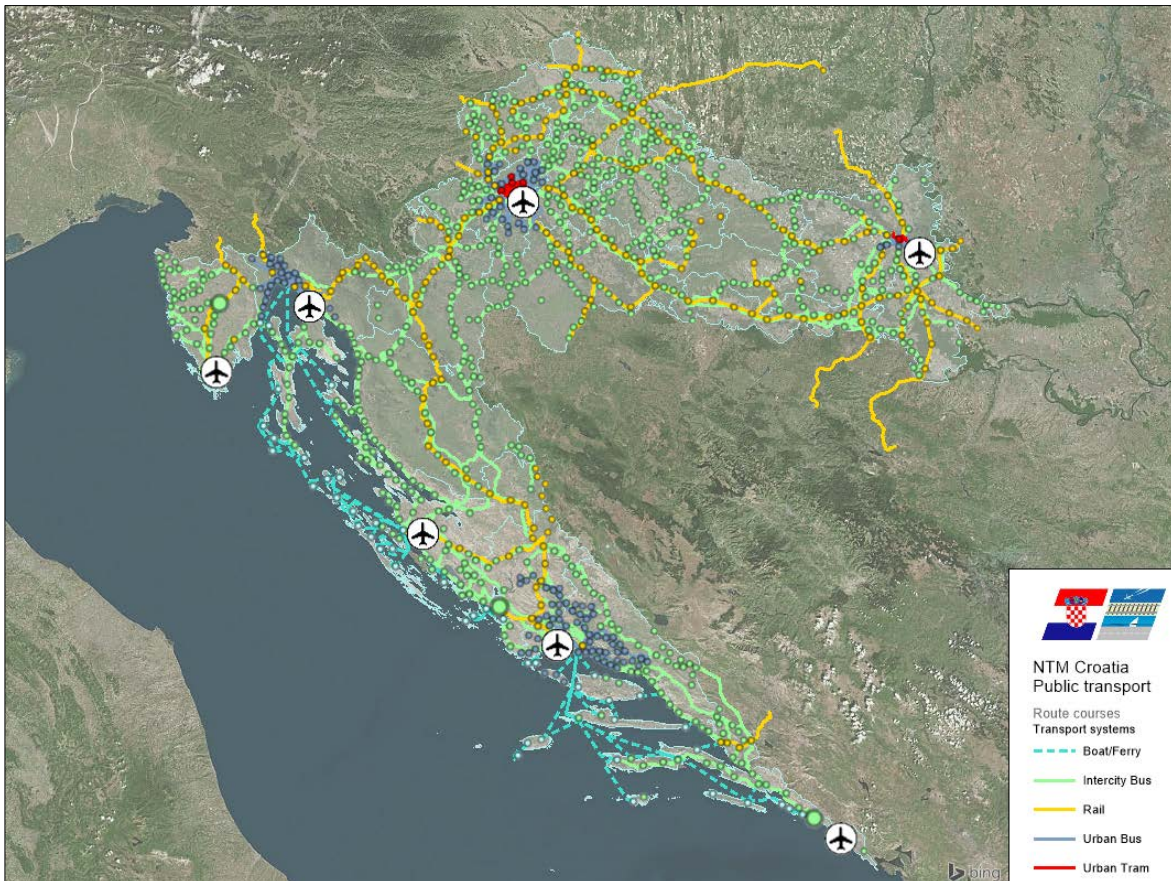 NTM Croatia
Public transport
Route courses
Transport systems
Boat/Ferry
Intercity Bus
Rail
Urban Bus
Urban Tram
bing